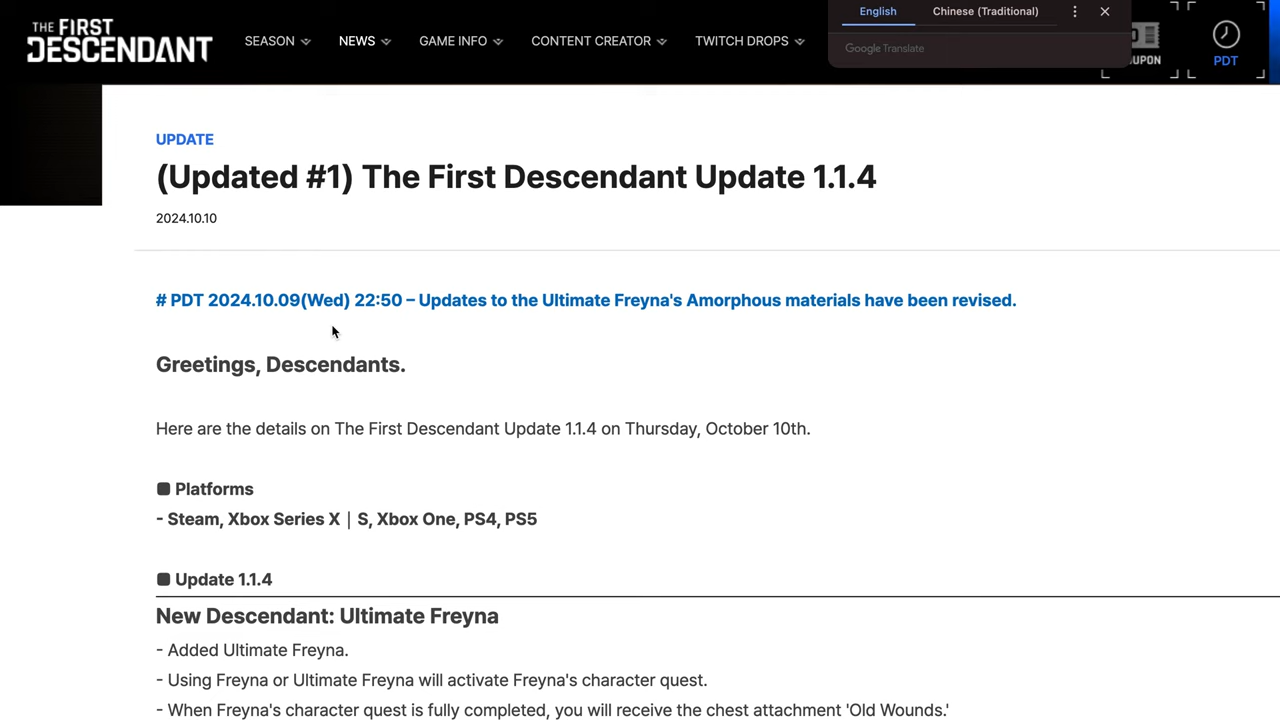 English
Chinese (Traditional)
Google Translate
THE FIRST
DESCENDANT
SEASON
NEWS
GAME INFO
CONTENT CREATOR
TWITCH DROPS
PDT
UPDATE
(Updated #1) The First Descendant Update 1.1.4
2024.10.10
# PDT 2024.10.09(Wed) 22:50 – Updates to the Ultimate Freyna's Amorphous materials have been revised.
Greetings, Descendants.
Here are the details on The First Descendant Update 1.1.4 on Thursday, October 10th.
■ Platforms
- Steam, Xbox Series X | S, Xbox One, PS4, PS5
■ Update 1.1.4
New Descendant: Ultimate Freyna
- Added Ultimate Freyna.
- Using Freyna or Ultimate Freyna will activate Freyna's character quest.
- When Freyna's character quest is fully completed, you will receive the chest attachment 'Old Wounds.'